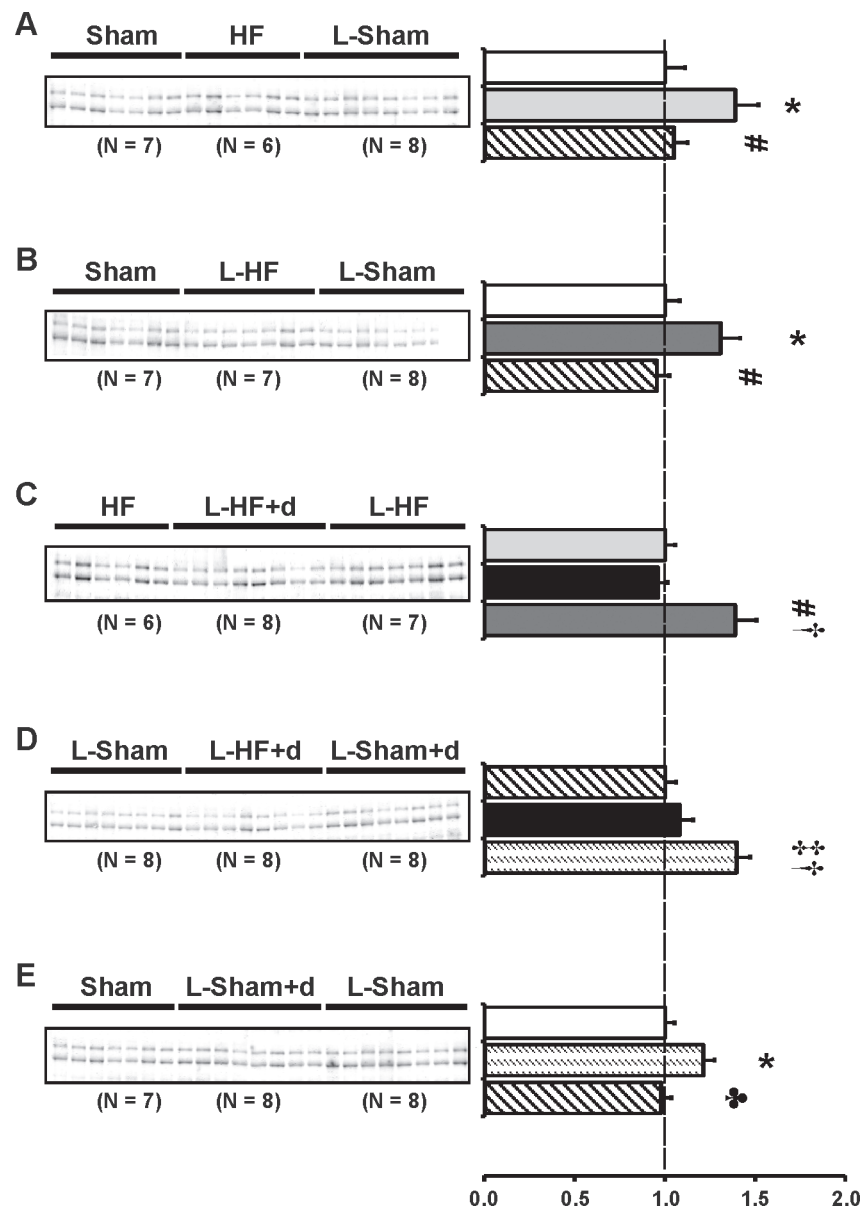 A
Sham HF L-Sham
(N = 7) (N = 6) (N = 8)
*
#
B
Sham L-HF L-Sham
(N = 7) (N = 7) (N = 8)
*
#
C
HF L-HF+d L-HF
(N = 6) (N = 8) (N = 7)
#
D
L-Sham L-HF+d L-Sham+d
(N = 8) (N = 8) (N = 8)
E
Sham L-Sham+d L-Sham
(N = 7) (N = 8) (N = 8)
*
♣
0.0 0.5 1.0 1.5 2.0